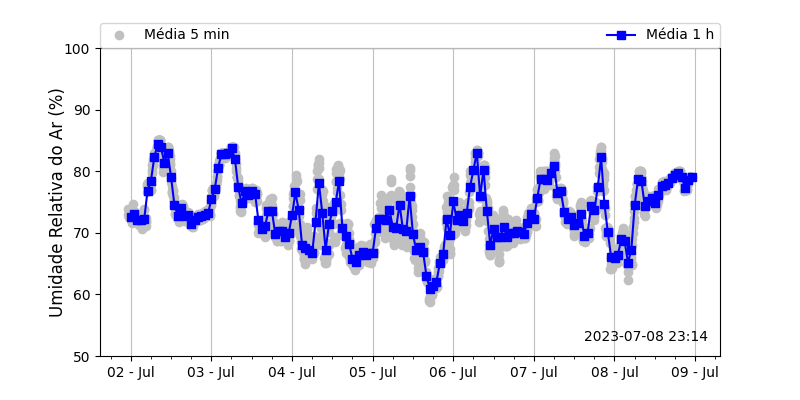 Média 5 min
Média 1 h
Umidade Relativa do Ar (%)
100
90
80
70
60
50
2023-07-08 23:14
02 - Jul
03 - Jul
04 - Jul
05 - Jul
06 - Jul
07 - Jul
08 - Jul
09 - Jul